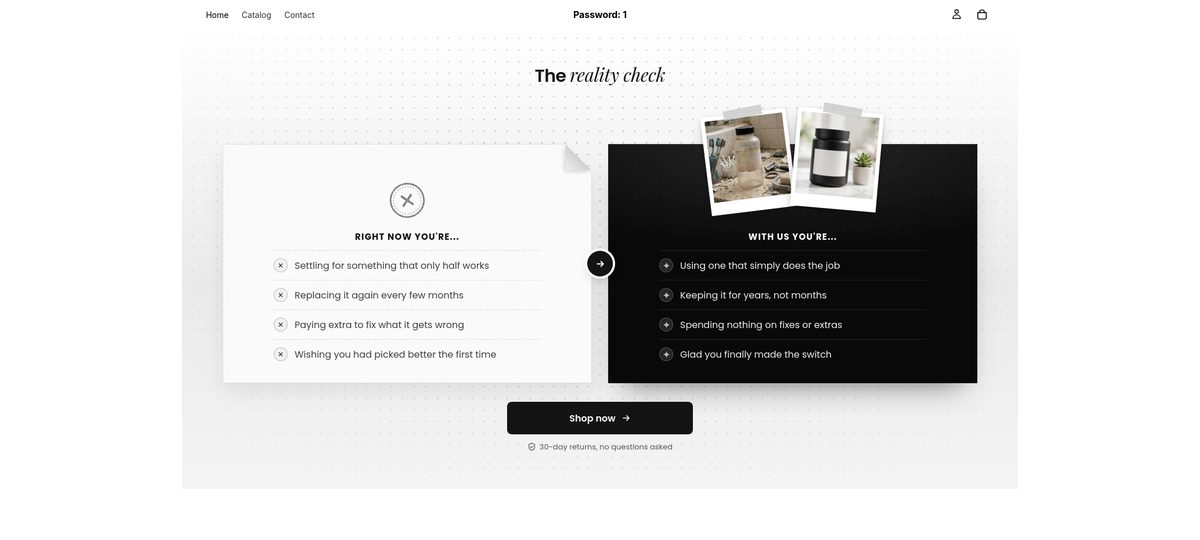 Home
Catalog
Contact
Password: 1
The reality check
RIGHT NOW YOU'RE...
Settling for something that only half works
Replacing it again every few months
Paying extra to fix what it gets wrong
Wishing you had picked better the first time
WITH US YOU'RE...
Using one that simply does the job
Keeping it for years, not months
Spending nothing on fixes or extras
Glad you finally made the switch
Shop now
30-day returns, no questions asked